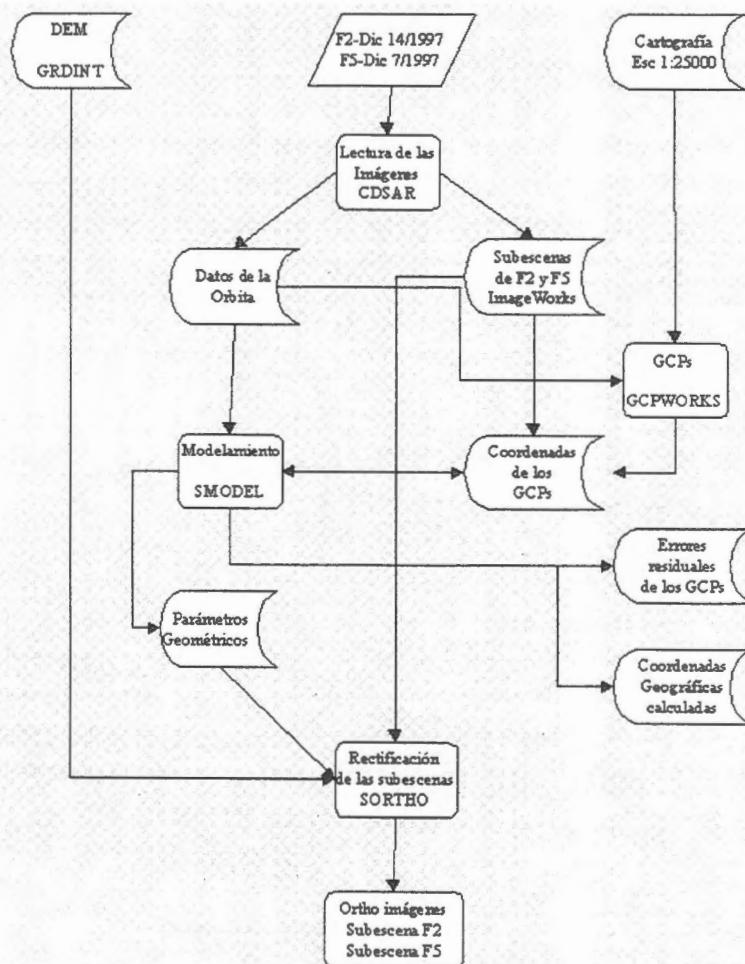 DEM
GRDINT
F2-Dic 14/1997
F5-Dic 7/1997
Cartografía
Esc 1:25000
Lectura de las
Imágeres
CDSAR
Datos de la
Orbita
Subescenas
de F2 y F5
ImageWorks
GCPs
GCPWORKS
Modelamiento
SMODEL
Coordenadas
de los
GCPs
Errores
residuales
de los GCPs
Parámetros
Geométricos
Coordenadas
Geográficas
calculadas
Rectificación
de las subescenas
SORTHO
Ortho imágenes
Subescena F2
Subescena F5